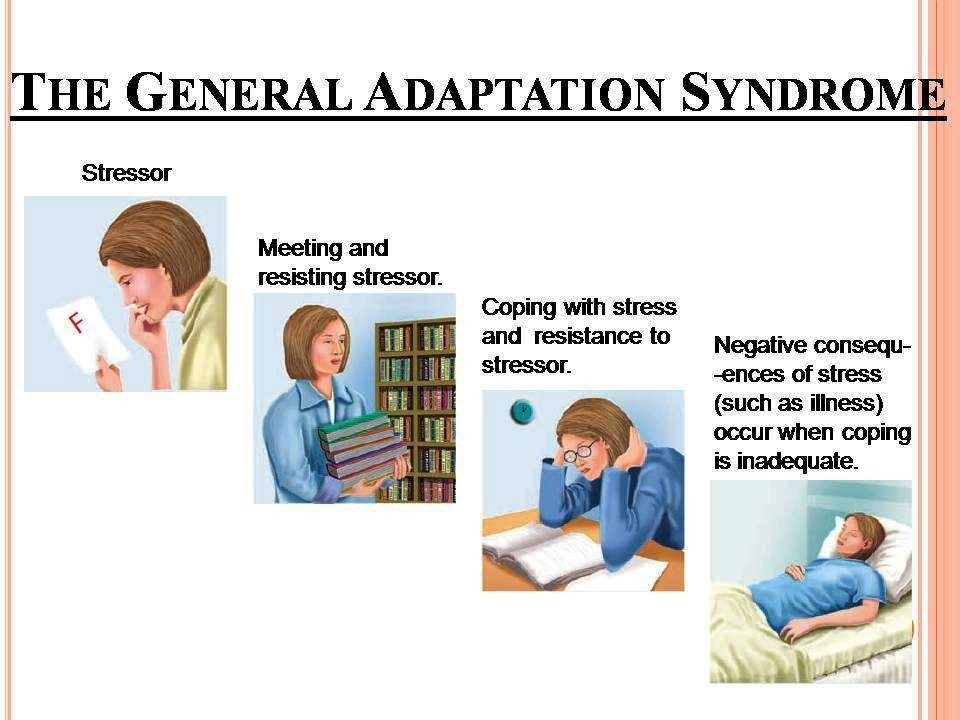 THE GENERAL ADAPTATION SYNDROME
Stressor
F
Meeting and
resisting stressor.
Coping with stress
and resistance to
stressor.
Negative consequ-
-ences of stress
(such as illness)
occur when coping
is inadequate.